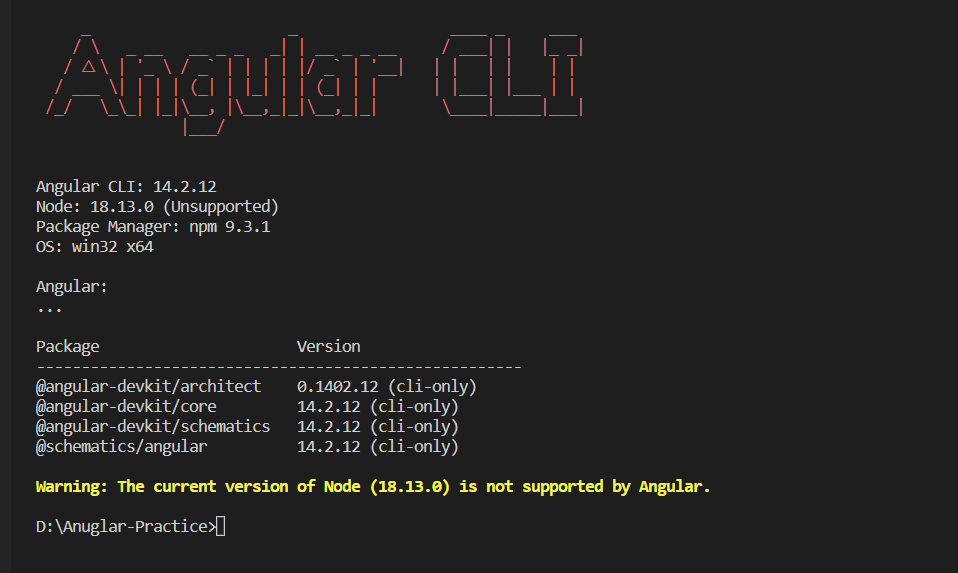 Angular CLI
Angular CLI: 14.2.12
Node: 18.13.0 (Unsupported)
Package Manager: npm 9.3.1
OS: win32 x64
Angular:
...
Package Version
------------------------------------------------------
@angular-devkit/architect 0.1402.12 (cli-only)
@angular-devkit/core 14.2.12 (cli-only)
@angular-devkit/schematics 14.2.12 (cli-only)
@schematics/angular 14.2.12 (cli-only)
Warning: The current version of Node (18.13.0) is not supported by Angular.
D:\Anuglar-Practice>